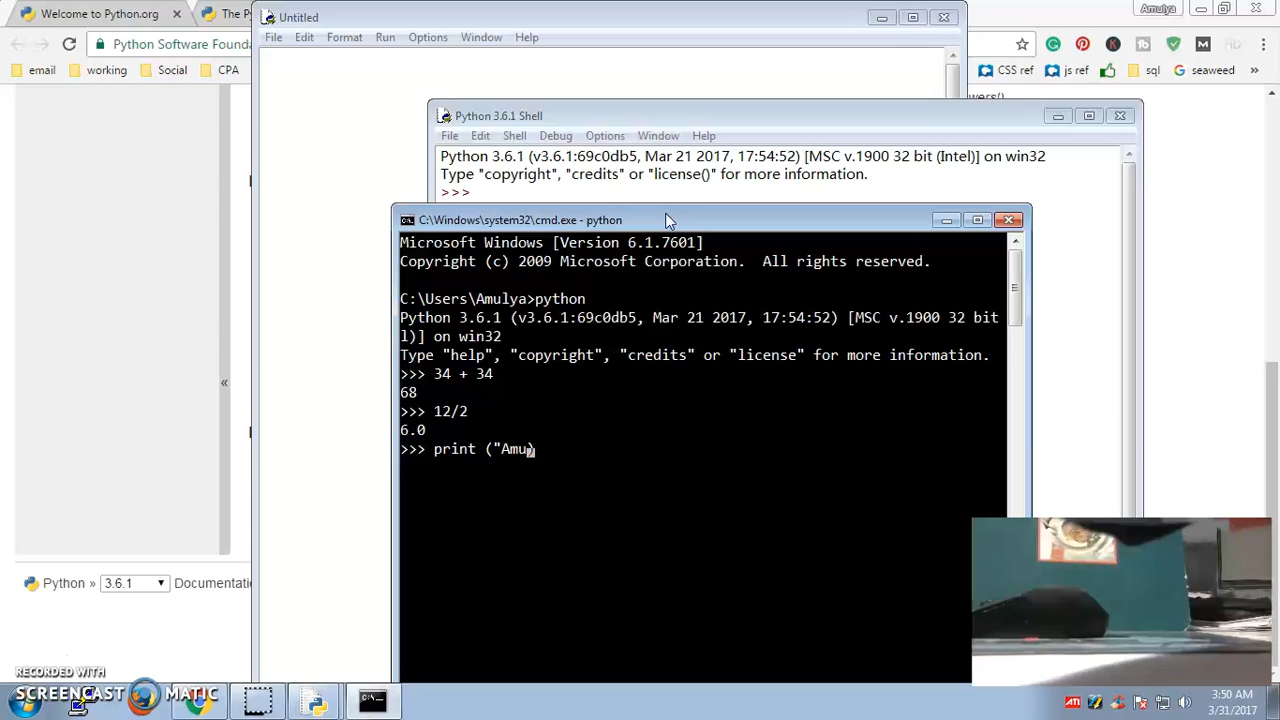 Welcome to Python.org
The Py
Untitled
Amulya
Python Software Founda
File Edit Format Run Options Window Help
email
working
Social
CPA
CSS ref
js ref
sql
seaweed
Python 3.6.1 Shell
File Edit Shell Debug Options Window Help
Python 3.6.1 (v3.6.1:69c0db5, Mar 21 2017, 17:54:52) [MSC v.1900 32 bit (Intel)] on win32
Type "copyright", "credits" or "license()" for more information.
>>>
C:\Windows\system32\cmd.exe - python
Microsoft Windows [Version 6.1.7601]
Copyright (c) 2009 Microsoft Corporation.  All rights reserved.
C:\Users\Amulya>python
Python 3.6.1 (v3.6.1:69c0db5, Mar 21 2017, 17:54:52) [MSC v.1900 32 bit
l)] on win32
Type "help", "copyright", "credits" or "license" for more information.
>>> 34 + 34
68
>>> 12/2
6.0
>>> print ("Amu)
Python » 3.6.1 Documentatio
RECORDED WITH
SCREENCAST MATIC
ATI
3:50 AM
3/31/2017